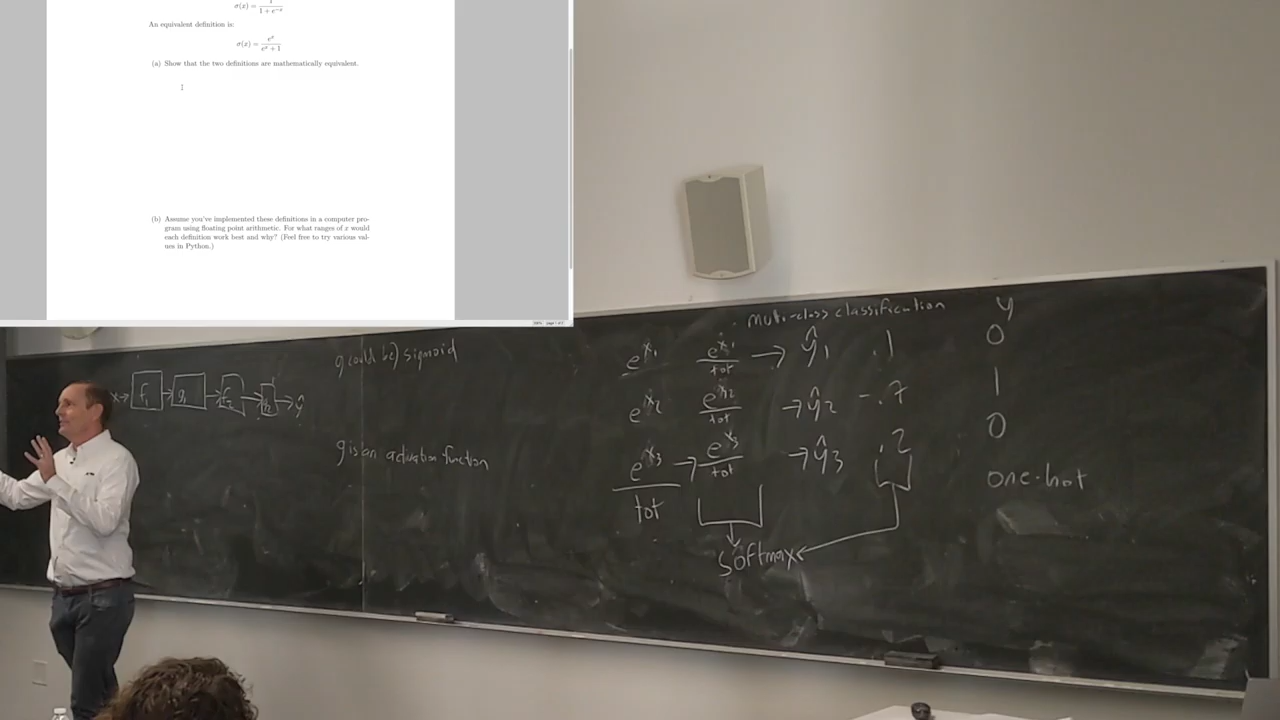 σ(x) = 1 / (1 + e^{-x})
An equivalent definition is:
σ(x) = e^x / (e^x + 1)
(a) Show that the two definitions are mathematically equivalent.
(b) Assume you've implemented these definitions in a computer pro-
gram using floating point arithmetic. For what ranges of x would
each definition work best and why? (Feel free to try various val-
ues in Python.)
g could be) sigmoid
x → f₁ → g₁ → f₂ → → ŷ
g is an activation function
multi-class classification y
e^{x₁} e^{x₁}/tot → ŷ₁ .1 0
e^{x₂} e^{x₂}/tot → ŷ₂ - .7 1
e^{x₃} → e^{x₃}/tot → ŷ₃ .2 0
tot
one-hot
softmax